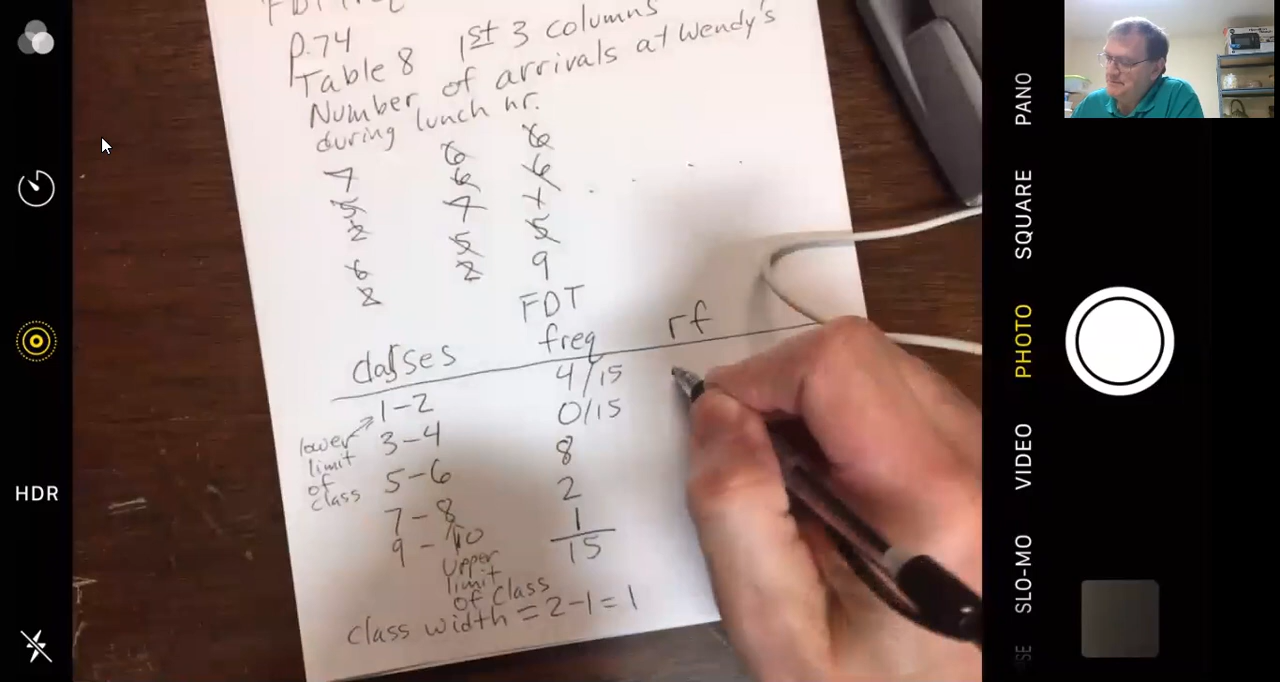 p.74
Table 8 1st 3 columns
Number of arrivals at Wendy's
during lunch hr.
7 6 6
5 6 6
2 7 1
6 5 5
2 2 9
FDT
classes freq rf
1-2 4/15
3-4 0/15
5-6 8
7-8 2
9-10 1
15
lower
limit
of
class
Upper
limit
of Class
class width = 2-1=1
HDR
PANO
SQUARE
PHOTO
VIDEO
SLO-MO